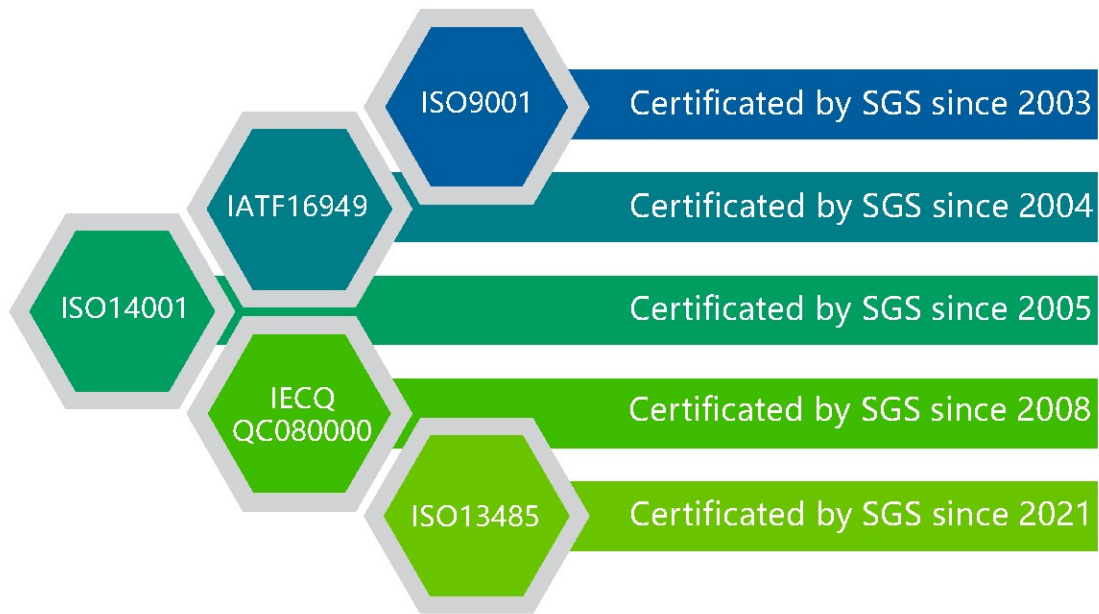 ISO9001
Certificated by SGS since 2003
IATF16949
Certificated by SGS since 2004
ISO14001
Certificated by SGS since 2005
IECQ
QC080000
Certificated by SGS since 2008
ISO13485
Certificated by SGS since 2021